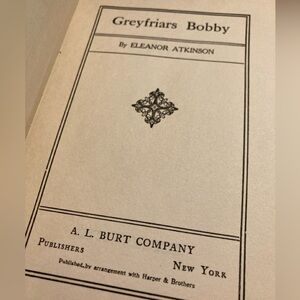 Greyfriars Bobby
By ELEANOR ATKINSON
A. L. BURT COMPANY
PUBLISHERS NEW YORK
Published by arrangement with Harper & Brothers